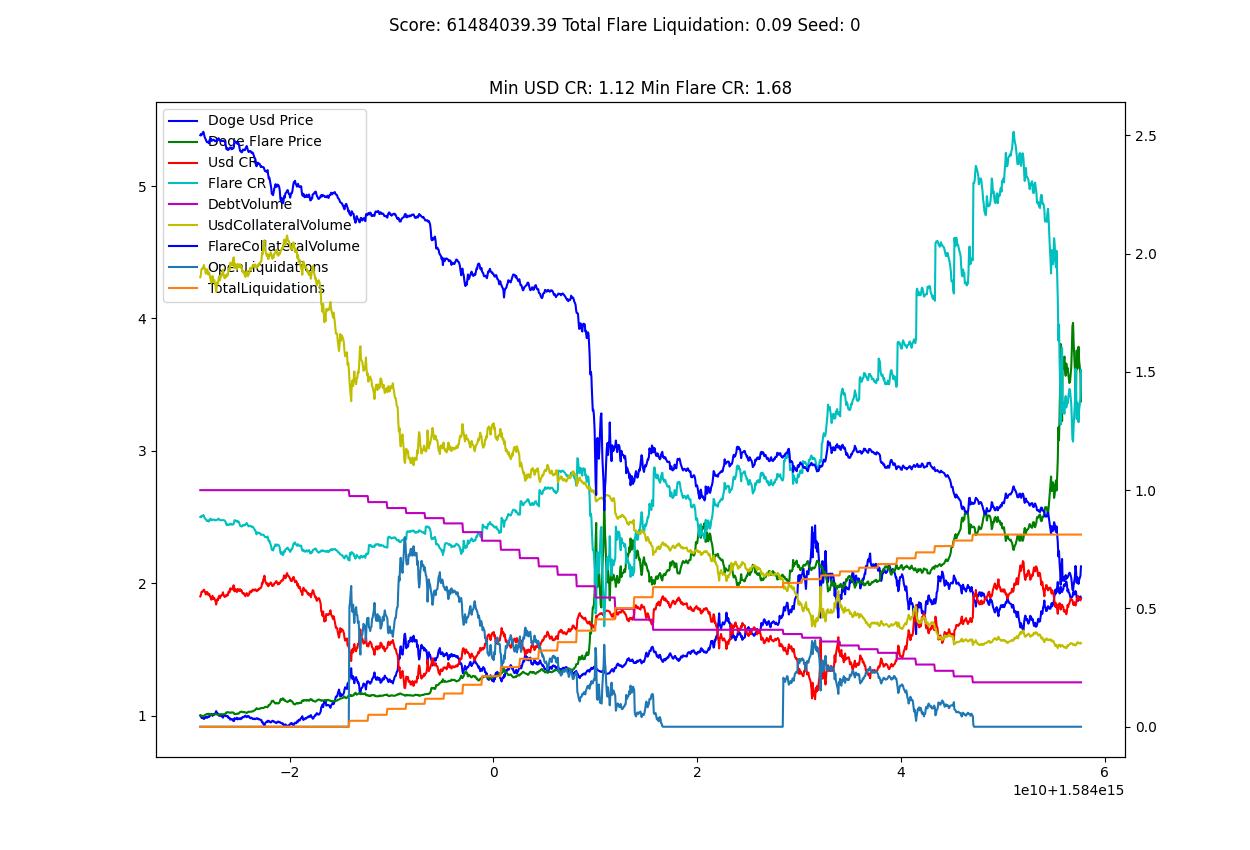 Score: 61484039.39 Total Flare Liquidation: 0.09 Seed: 0
Min USD CR: 1.12 Min Flare CR: 1.68
Doge Usd Price
Doge Flare Price
Usd CR
Flare CR
DebtVolume
UsdCollateralVolume
FlareCollateralVolume
OpenLiquidations
TotalLiquidations
5
4
3
2
1
2.5
2.0
1.5
1.0
0.5
0.0
−2
0
2
4
6
1e10+1.584e15